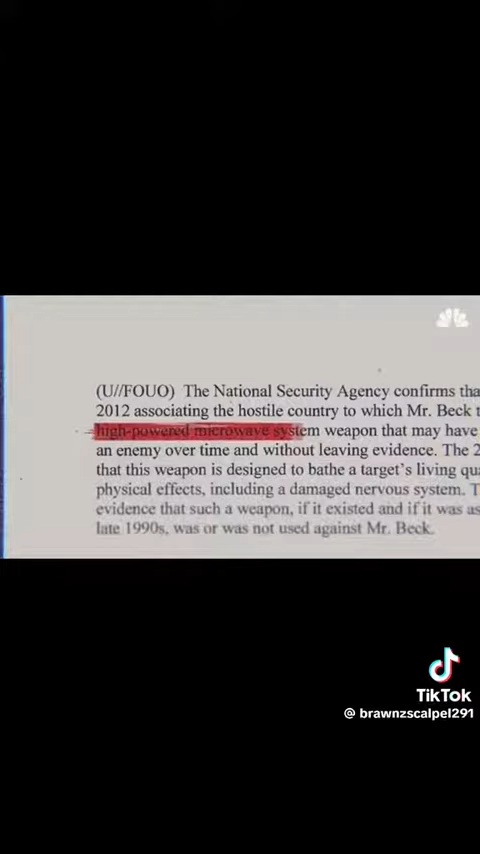 (U//FOUO) The National Security Agency confirms tha
2012 associating the hostile country to which Mr. Beck t
high-powered microwave system weapon that may have
an enemy over time and without leaving evidence. The 2
that this weapon is designed to bathe a target's living qua
physical effects, including a damaged nervous system. T
evidence that such a weapon, if it existed and if it was as
late 1990s, was or was not used against Mr. Beck.
TikTok
@ brawnzscalpel291